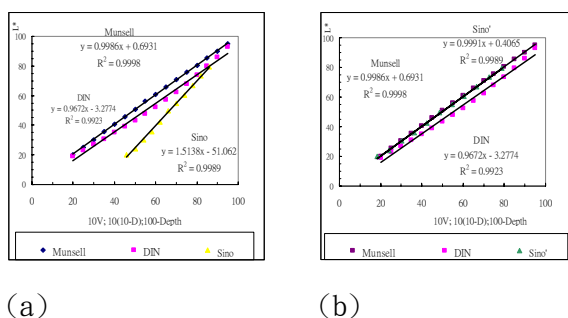 L*
100
80
60
40
20
0
Munsell
y = 0.9986x + 0.6931
R² = 0.9998
DIN
y = 0.9672x - 3.2774
R² = 0.9923
Sino
y = 1.5138x - 51.062
R² = 0.9989
0 20 40 60 80 100
10V; 10(10-D);100-Depth
Munsell DIN Sino
(a)
L*
100
80
60
40
20
0
Sino'
y = 0.9991x + 0.4065
R² = 0.9989
Munsell
y = 0.9986x + 0.6931
R² = 0.9998
DIN
y = 0.9672x - 3.2774
R² = 0.9923
0 20 40 60 80 100
10V; 10(10-D);100-Depth
Munsell DIN Sino'
(b)